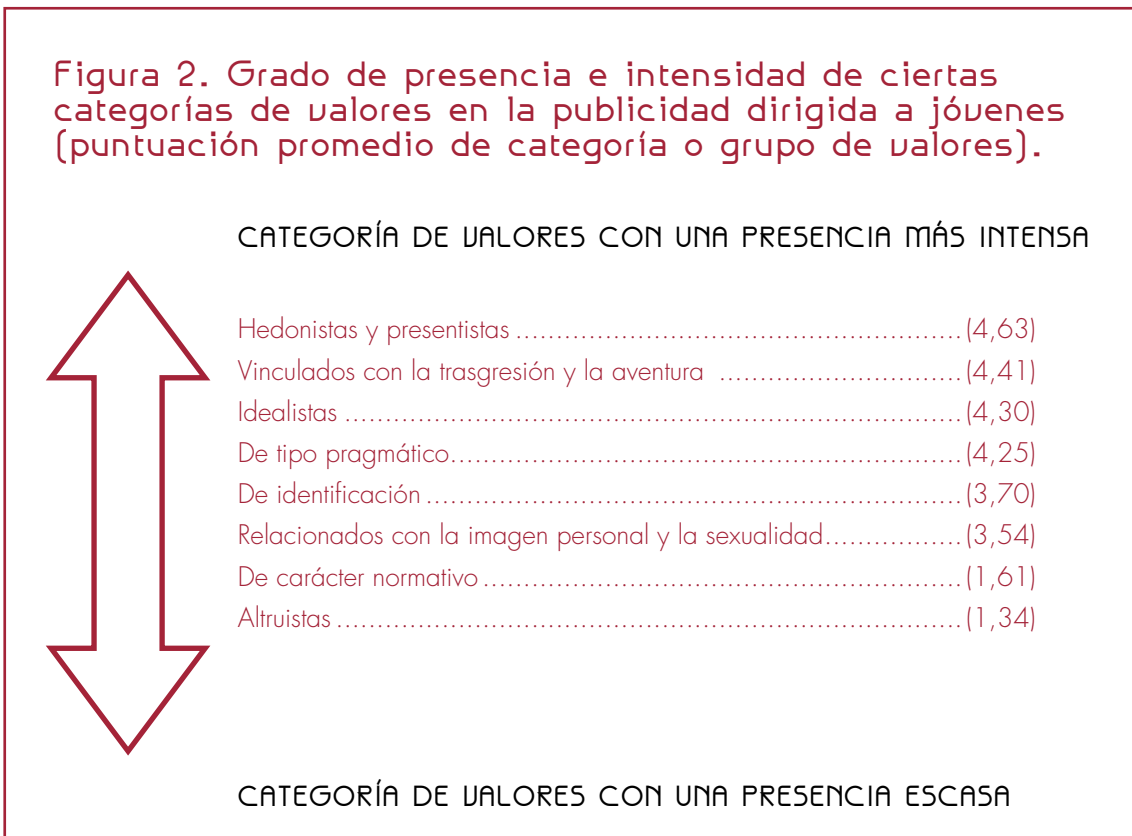 Figura 2. Grado de presencia e intensidad de ciertas
categorías de valores en la publicidad dirigida a jóvenes
(puntuación promedio de categoría o grupo de valores).
CATEGORÍA DE VALORES CON UNA PRESENCIA MÁS INTENSA
Hedonistas y presentistas (4,63)
Vinculados con la trasgresión y la aventura (4,41)
Idealistas (4,30)
De tipo pragmático (4,25)
De identificación (3,70)
Relacionados con la imagen personal y la sexualidad (3,54)
De carácter normativo (1,61)
Altruistas (1,34)
CATEGORÍA DE VALORES CON UNA PRESENCIA ESCASA